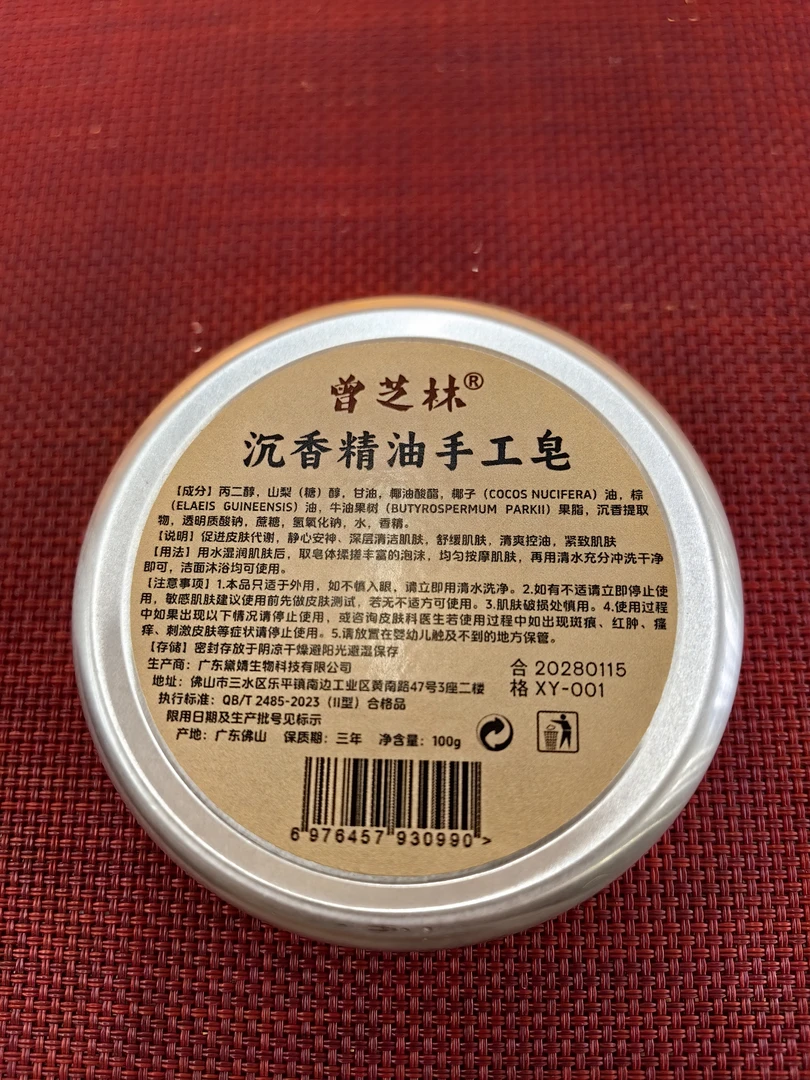 曾芝林®
沉香精油手工皂
【成分】丙二醇，山梨（糖）醇，甘油，椰油酸酯，椰子（COCOS NUCIFERA）油，棕
（ELAEIS GUINEENSIS）油，牛油果树（BUTYROSPERMUM PARKII）果脂，沉香提取
物，透明质酸钠，蔗糖，氢氧化钠，水，香精。
【说明】促进皮肤代谢，静心安神、深层清洁肌肤，舒缓肌肤，清爽控油，紧致肌肤
【用法】用水湿润肌肤后，取皂体揉搓丰富的泡沫，均匀按摩肌肤，再用清水充分冲洗干净
即可，洁面沐浴均可使用。
【注意事项】1.本品只适于外用，如不慎入眼，请立即用清水洗净。2.如有不适请立即停止使
用，敏感肌肤建议使用前先做皮肤测试，若无不适方可使用。3.肌肤破损处慎用。4.使用过程
中如果出现以下情况请停止使用，或咨询皮肤科医生若使用过程中如出现斑痕、红肿、瘙
痒、刺激皮肤等症状请停止使用。5.请放置在婴幼儿触及不到的地方保管。
【存储】密封存放于阴凉干燥避阳光避湿保存
生产商：广东黛婧生物科技有限公司
地址：佛山市三水区乐平镇南边工业区黄南路47号3座二楼
执行标准：QB/T 2485-2023（II型）合格品
限用日期及生产批号见标示
产地：广东佛山 保质期：三年 净含量：100g
合 20280115
格 XY-001
6 976457 930990 >